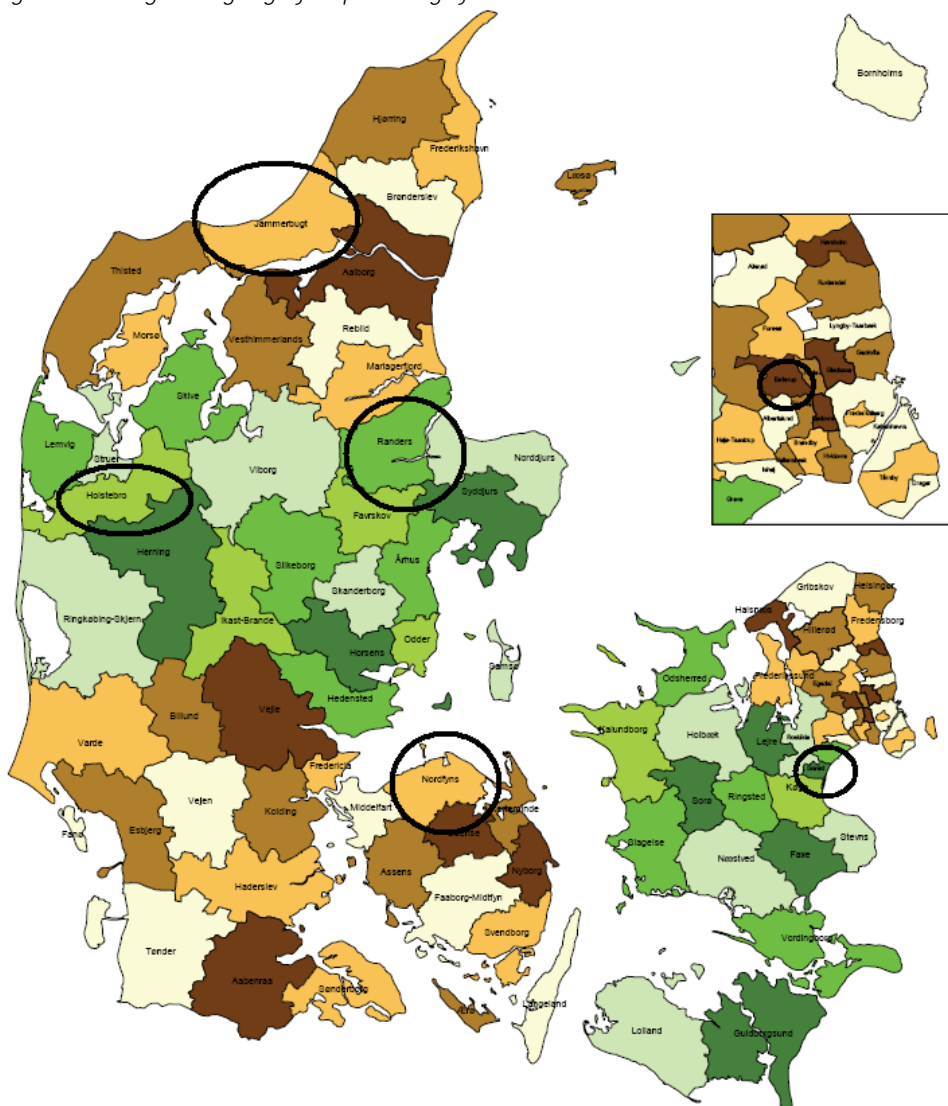 Bornholms
Hjørring
Frederikshavn
Læsø
Brønderslev
Jammerbugt
Thisted
Aalborg
Vesthimmerlands
Rebild
Morsø
Mariagerfjord
Skive
Lemvig
Struer
Viborg
Randers
Norddjurs
Holstebro
Syddjurs
Favrskov
Herning
Silkeborg
Århus
Skanderborg
Ringkøbing-Skjern
Ikast-Brande
Odder
Horsens
Samsø
Hedensted
Vejle
Billund
Varde
Fredericia
Nordfyns
Middelfart
Vejen
Kolding
Esbjerg
Fanø
Assens
Nyborg
Haderslev
Faaborg-Midtfyn
Svendborg
Tønder
Aabenraa
Sønderborg
Ærø
Langeland
Allerød
Rudersdal
Lyngby-Taarbæk
Furesø
Gentofte
Ballerup
Albertslund
Frederiksberg
Høje-Taastrup
Brøndby
Hvidovre
Ishøj
Tårnby
Dragør
Greve
Gribskov
Helsingør
Halsnæs
Hillerød
Fredensborg
Frederikssund
Egedal
Odsherred
Kalundborg
Holbæk
Lejre
Roskilde
Solrød
Sorø
Ringsted
Slagelse
Næstved
Faxe
Stevns
Vordingborg
Lolland
Guldborgsund